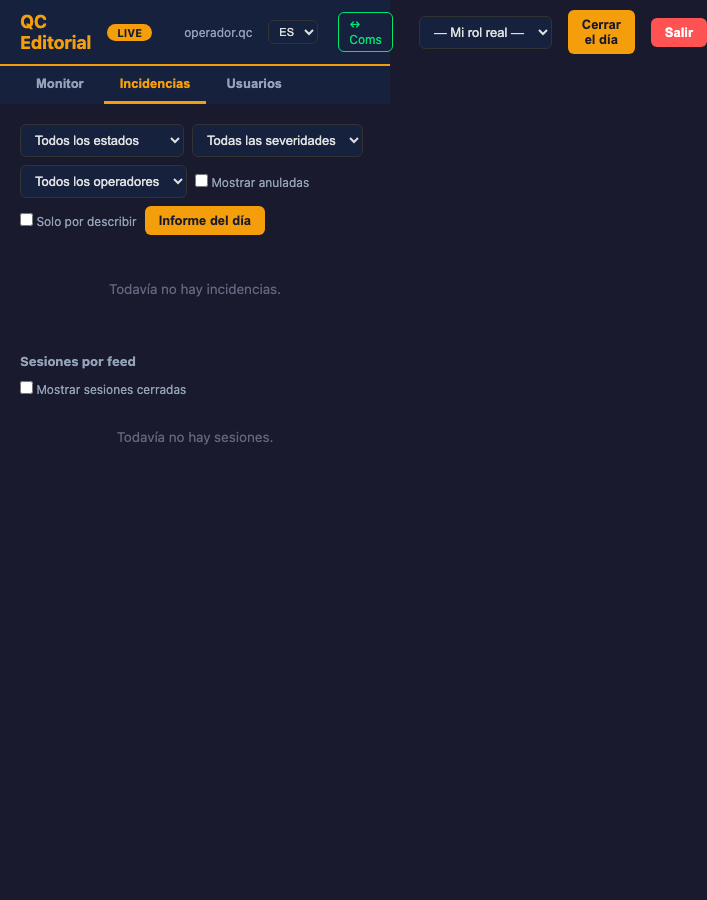 QC
Editorial
LIVE
operador.qc
ES
↔
Coms
— Mi rol real —
Cerrar
el día
Salir
Monitor
Incidencias
Usuarios
Todos los estados
Todas las severidades
Todos los operadores
Mostrar anuladas
Solo por describir
Informe del día
Todavía no hay incidencias.
Sesiones por feed
Mostrar sesiones cerradas
Todavía no hay sesiones.